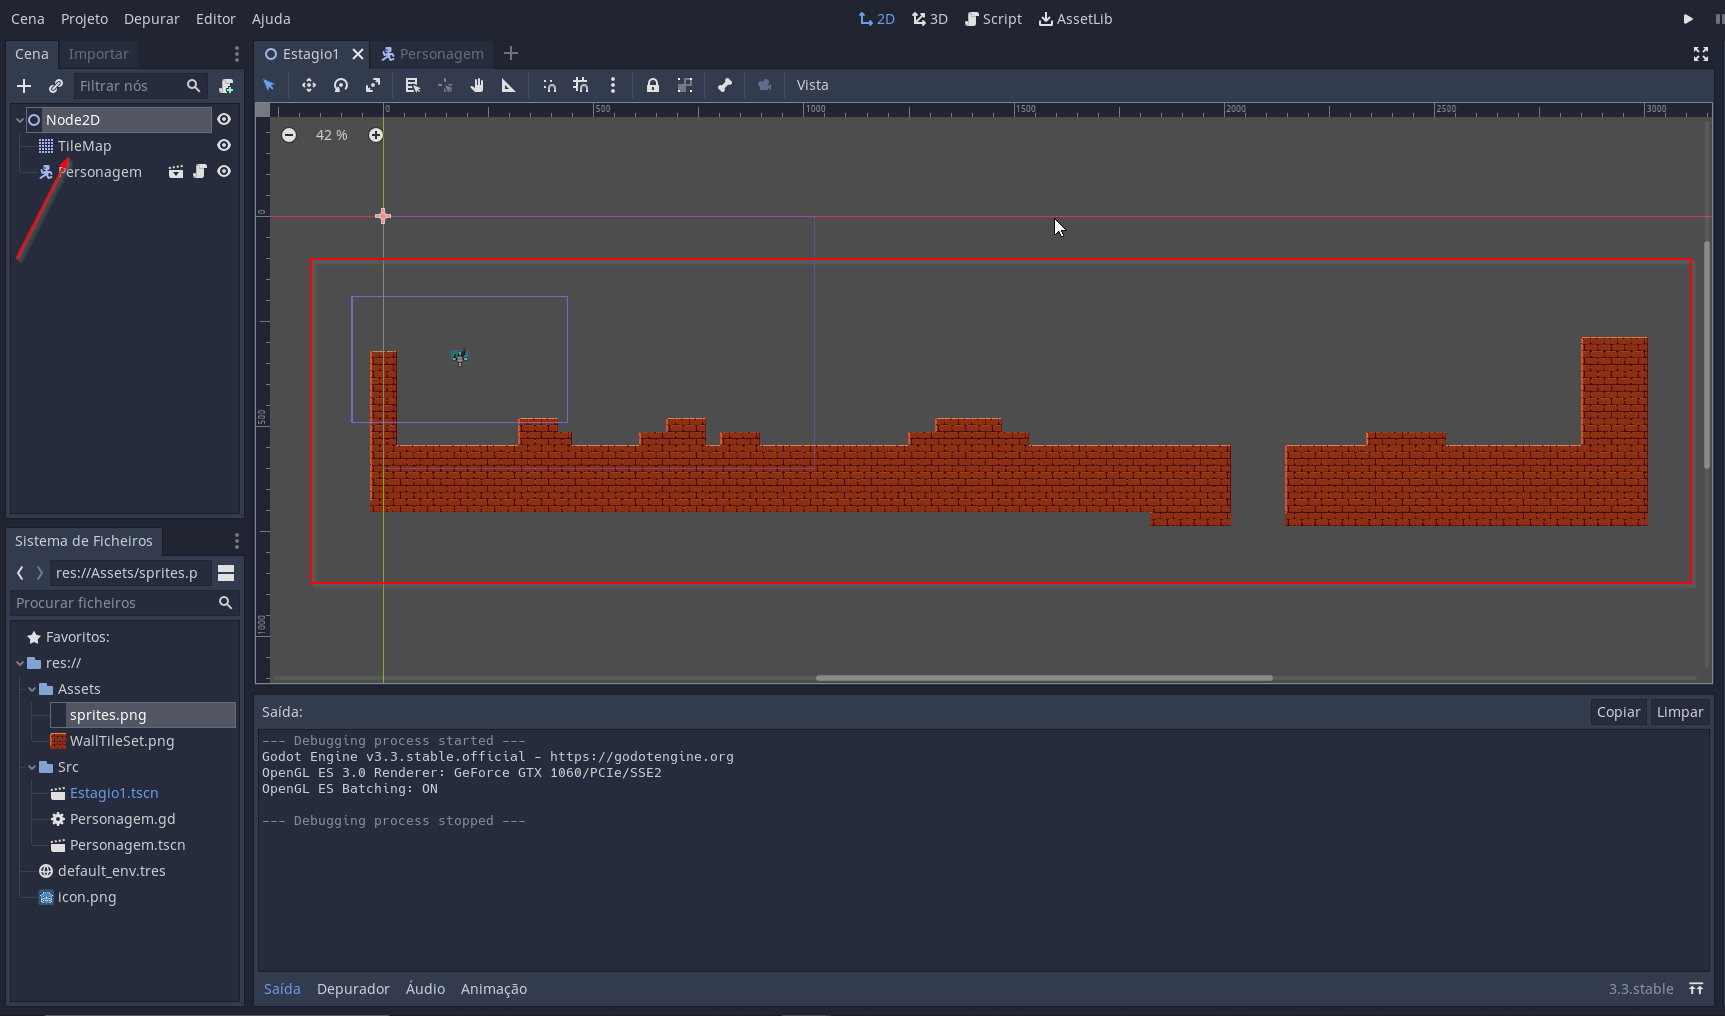 Cena Projeto Depurar Editor Ajuda
2D 3D Script AssetLib
Cena Importar
Estagio1 Personagem
Filtrar nós
Vista
Node2D
TileMap
Personagem
0 500 1000 1500 2000 2500 3000
42 %
0
500
1000
Sistema de Ficheiros
res://Assets/sprites.p
Procurar ficheiros
Favoritos:
res://
Assets
sprites.png
WallTileSet.png
Src
Estagio1.tscn
Personagem.gd
Personagem.tscn
default_env.tres
icon.png
Saída:
Copiar Limpar
--- Debugging process started ---
Godot Engine v3.3.stable.official - https://godotengine.org
OpenGL ES 3.0 Renderer: GeForce GTX 1060/PCIe/SSE2
OpenGL ES Batching: ON
--- Debugging process stopped ---
Saída Depurador Áudio Animação
3.3.stable